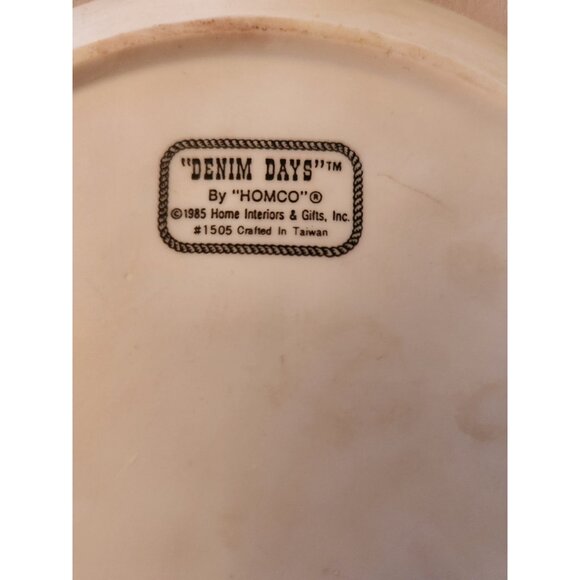 "DENIM DAYS"™
By "HOMCO"®
©1985 Home Interiors & Gifts, Inc.
#1505 Crafted In Taiwan